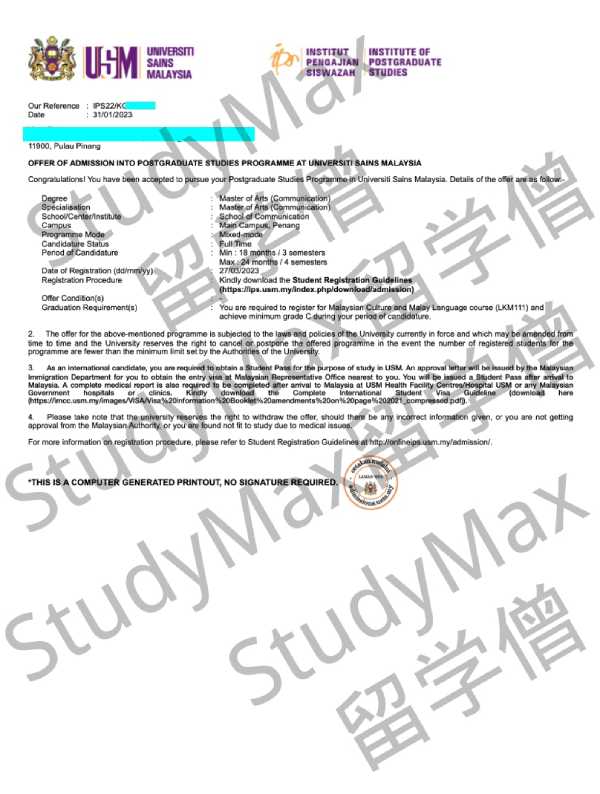 USM
UNIVERSITI
SAINS
MALAYSIA
ips
INSTITUT
PENGAJIAN
SISWAZAH
INSTITUTE OF
POSTGRADUATE
STUDIES
Our Reference : IPS22/KC
Date : 31/01/2023
11900, Pulau Pinang
OFFER OF ADMISSION INTO POSTGRADUATE STUDIES PROGRAMME AT UNIVERSITI SAINS MALAYSIA
Congratulations! You have been accepted to pursue your Postgraduate Studies Programme in Universiti Sains Malaysia. Details of the offer are as follow:-
Degree : Master of Arts (Communication)
Specialisation : Master of Arts (Communication)
School/Center/Institute : School of Communication
Campus : Main Campus, Penang
Programme Mode : Mixed-mode
Candidature Status : Full Time
Period of Candidature : Min : 18 months / 3 semesters
Max : 24 months / 4 semesters
Date of Registration (dd/mm/yy) : 27/03/2023
Registration Procedure : Kindly download the Student Registration Guidelines
(https://ips.usm.my/index.php/download/admission)
Offer Condition(s) : -
Graduation Requirement(s) : You are required to register for Malaysian Culture and Malay Language course (LKM111) and
achieve minimum grade C during your period of candidature.
2. The offer for the above-mentioned programme is subjected to the laws and policies of the University currently in force and which may be amended from
time to time and the University reserves the right to cancel or postpone the offered programme in the event the number of registered students for the
programme are fewer than the minimum limit set by the Authorities of the University.
3. As an international candidate, you are required to obtain a Student Pass for the purpose of study in USM. An approval letter will be issued by the Malaysian
Immigration Department for you to obtain the entry visa at Malaysian Representative Office nearest to you. You will be issued a Student Pass after arrival to
Malaysia. A complete medical report is also required to be completed after arrival to Malaysia at USM Health Facility Centres/Hospital USM or any Malaysian
Government hospitals or clinics. Kindly download the Complete International Student Visa Guideline (download here
(https://imcc.usm.my/images/VISA/Visa%20Information%20Booklet%20amendments%20on%20page%202021_compressed.pdf).
4. Please take note that the university reserves the right to withdraw the offer, should there be any incorrect information given, or you are not getting
approval from the Malaysian Authority, or you are found not fit to study due to medical issues.
For more information on registration procedure, please refer to Student Registration Guidelines at http://onlineips.usm.my/admission/.
*THIS IS A COMPUTER GENERATED PRINTOUT, NO SIGNATURE REQUIRED.
StudyMax
留学僧
StudyMax
留学僧
StudyMax
StudyMax
留学僧